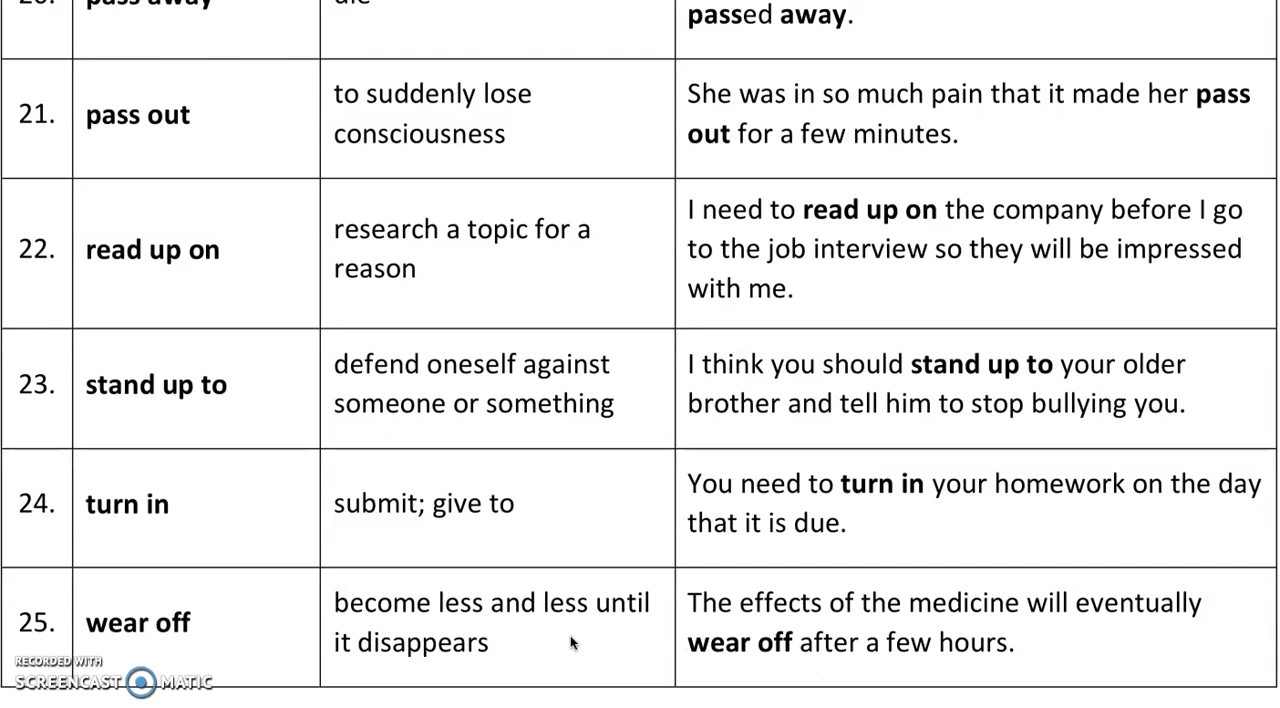 passed away.
21.
pass out
to suddenly lose
consciousness
She was in so much pain that it made her pass
out for a few minutes.
22.
read up on
research a topic for a
reason
I need to read up on the company before I go
to the job interview so they will be impressed
with me.
23.
stand up to
defend oneself against
someone or something
I think you should stand up to your older
brother and tell him to stop bullying you.
24.
turn in
submit; give to
You need to turn in your homework on the day
that it is due.
25.
wear off
become less and less until
it disappears
The effects of the medicine will eventually
wear off after a few hours.
RECORDED WITH
SCREENCAST MATIC